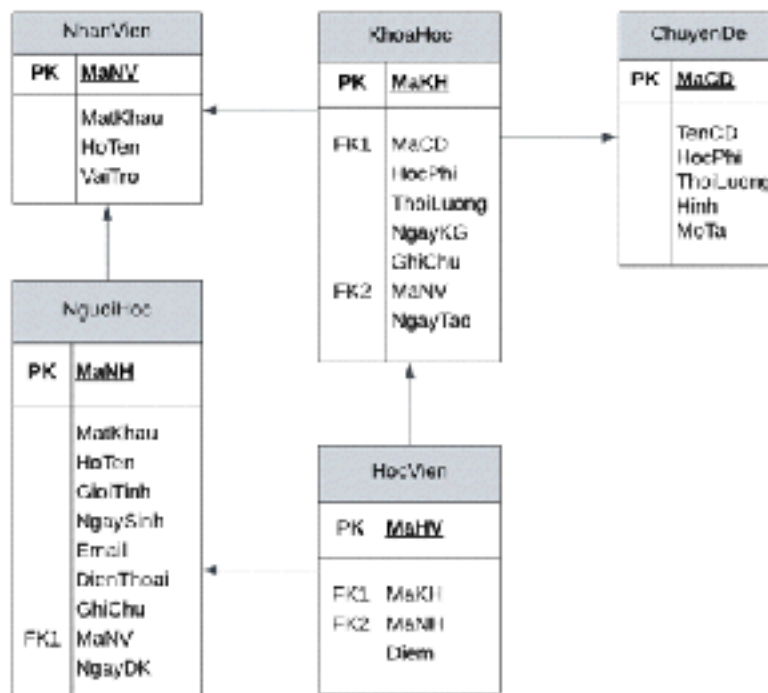 NhanVien
PK MaNV
MatKhau
HoTen
VaiTro
KhoaHoc
PK MaKH
FK1 MaCD
HocPhi
ThoiLuong
NgayKG
GhiChu
FK2 MaNV
NgayTao
ChuyenDe
PK MaCD
TenCD
HocPhi
ThoiLuong
Hinh
MoTa
NguoiHoc
PK MaNH
MatKhau
HoTen
GioiTinh
NgaySinh
Email
DienThoai
GhiChu
FK1 MaNV
NgayDK
HocVien
PK MaHV
FK1 MaKH
FK2 MaNH
Diem